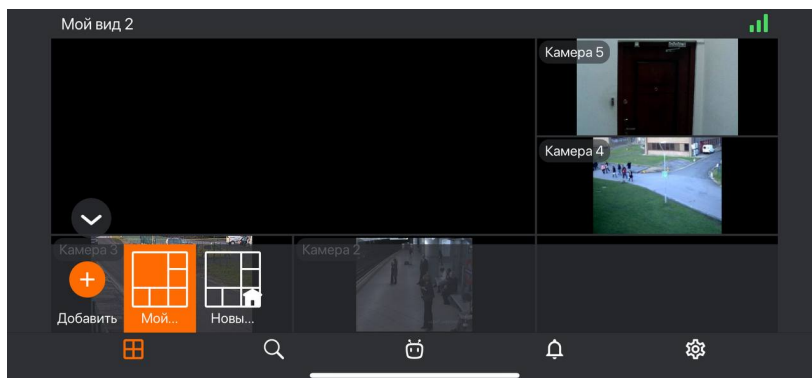 Мой вид 2
Камера 5
Камера 4
Камера 3
Камера 2
Добавить
Мой...
Новы...